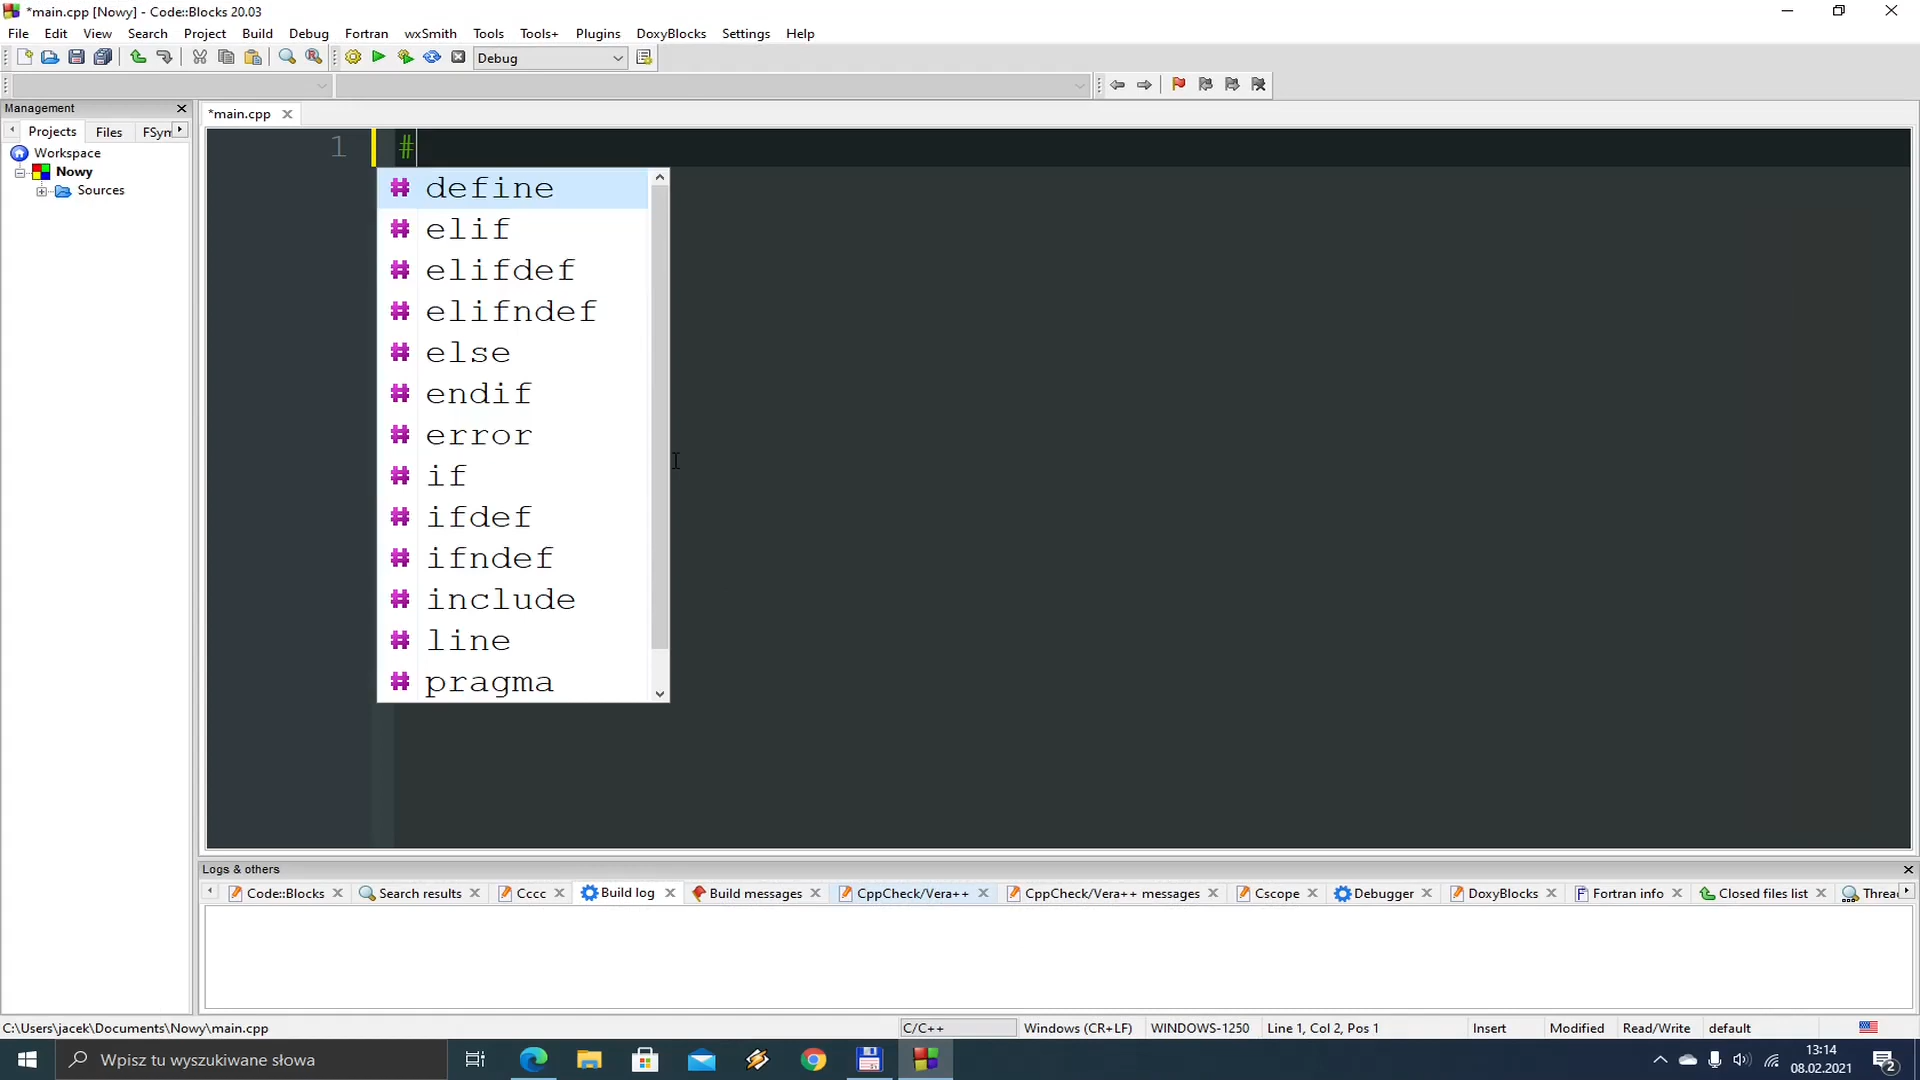 *main.cpp [Nowy] - Code::Blocks 20.03
File Edit View Search Project Build Debug Fortran wxSmith Tools Tools+ Plugins DoxyBlocks Settings Help
Debug
Management
Projects Files FSyn
*main.cpp
Workspace
Nowy
Sources
1 #
# define
# elif
# elifdef
# elifndef
# else
# endif
# error
# if
# ifdef
# ifndef
# include
# line
# pragma
Logs & others
Code::Blocks Search results Cccc Build log Build messages CppCheck/Vera++ CppCheck/Vera++ messages Cscope Debugger DoxyBlocks Fortran info Closed files list Threa
C:\Users\jacek\Documents\Nowy\main.cpp C/C++ Windows (CR+LF) WINDOWS-1250 Line 1, Col 2, Pos 1 Insert Modified Read/Write default
Wpisz tu wyszukiwane słowa
13:14
08.02.2021
2